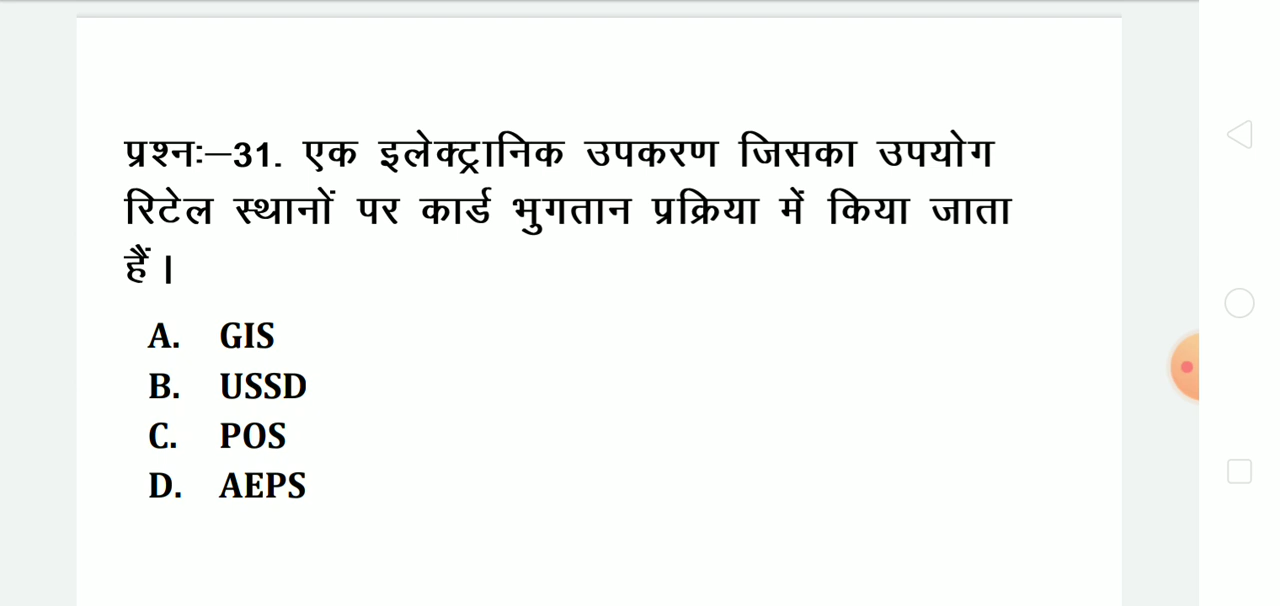 प्रश्नः–31. एक इलेक्ट्रानिक उपकरण जिसका उपयोग
रिटेल स्थानों पर कार्ड भुगतान प्रक्रिया में किया जाता
हैं।
A. GIS
B. USSD
C. POS
D. AEPS